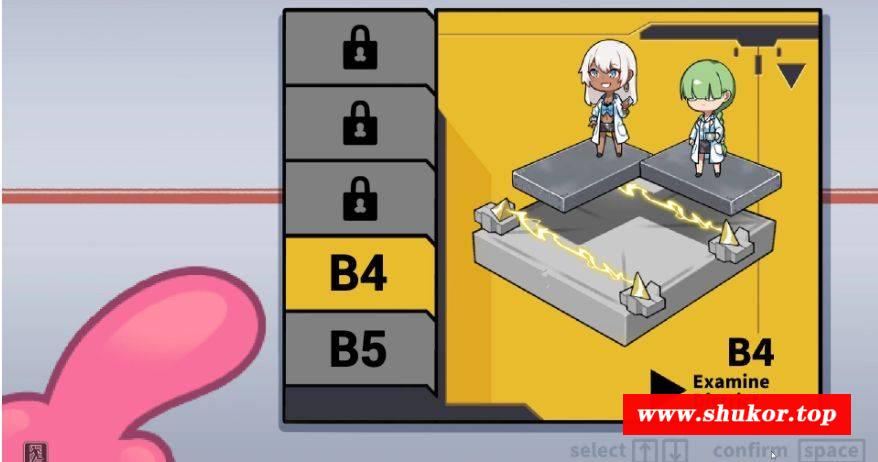 B4
B5
B4
Examine
www.shukor.top
select ↑ ↓ confirm space